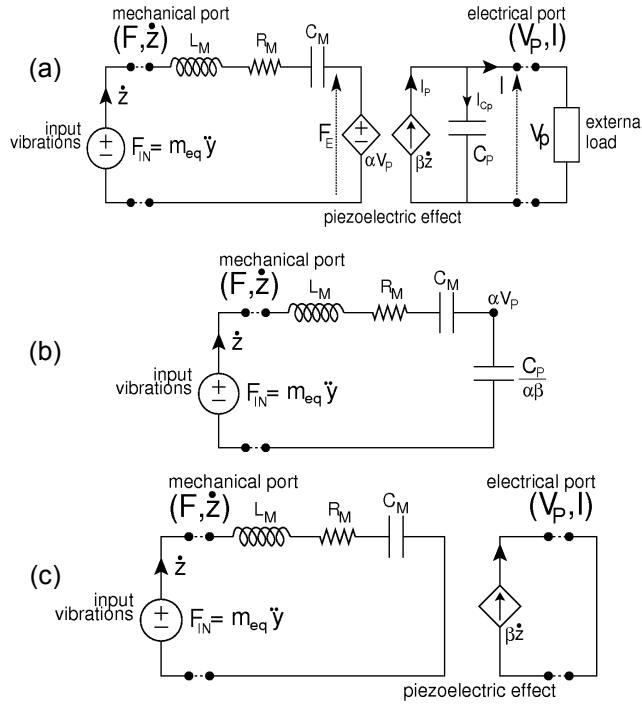 mechanical port
(F,ż)
L_M
R_M
C_M
electrical port
(V_P,I)
(a)
ż
input
vibrations
F_IN= m_eq ÿ
F_E
αV_P
I_P
βż
I_Cp
C_P
I
V_p
externa
load
piezoelectric effect
mechanical port
(F,ż)
L_M
R_M
C_M
αV_P
(b)
ż
input
vibrations
F_IN= m_eq ÿ
C_P
αβ
mechanical port
(F,ż)
L_M
R_M
C_M
electrical port
(V_P,I)
(c)
ż
input
vibrations
F_IN= m_eq ÿ
βż
piezoelectric effect